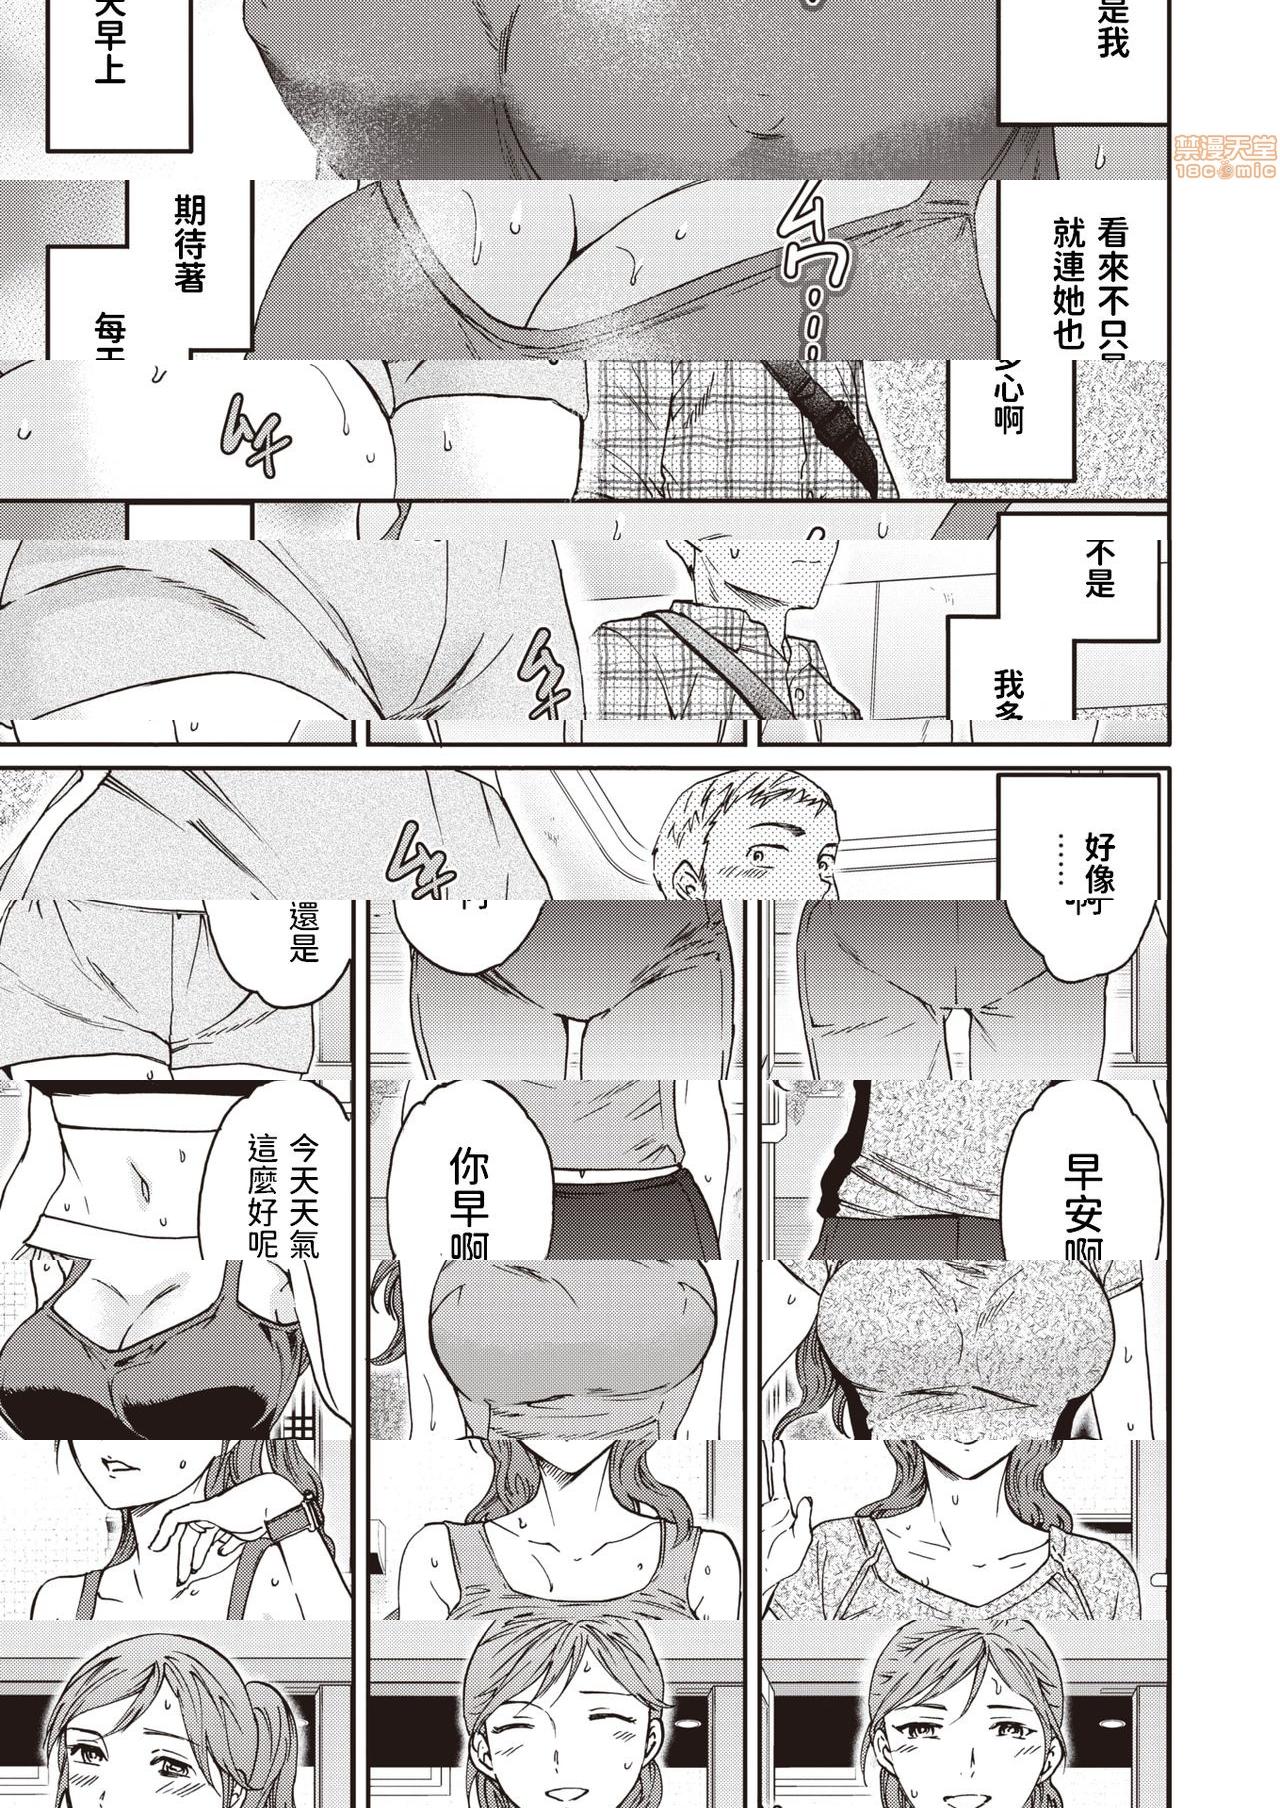 早安啊
你早啊
今天天氣
這麼好呢
還是
好像
……
不是
我多心啊
看來不只是我
就連她也
期待著
每天早上
禁漫天堂
18comic